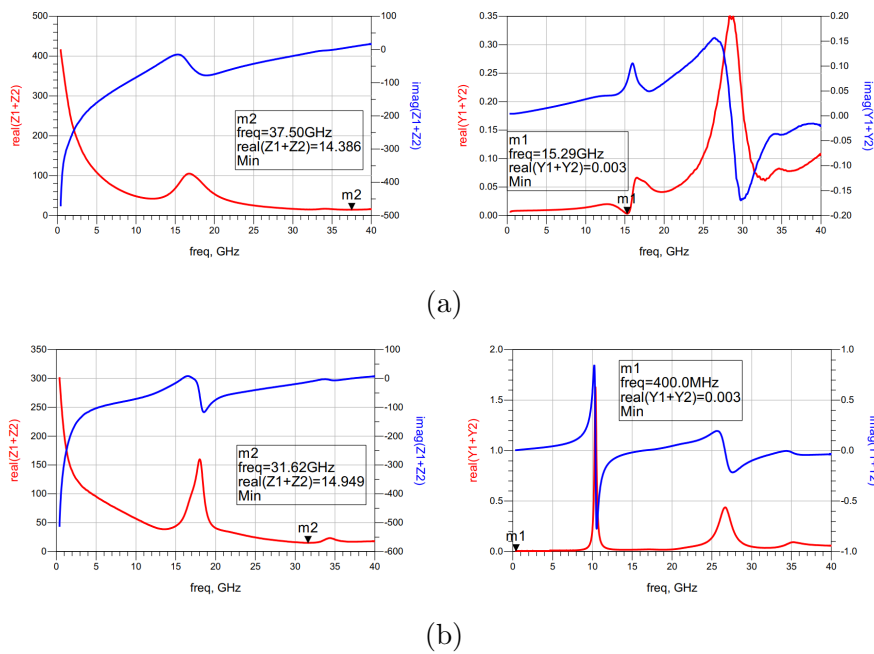 500
400
300
200
100
0
real(Z1+Z2)
m2
freq=37.50GHz
real(Z1+Z2)=14.386
Min
m2
100
0
-100
-200
-300
-400
-500
imag(Z1+Z2)
0 5 10 15 20 25 30 35 40
freq, GHz
0.35
0.30
0.25
0.20
0.15
0.10
0.05
0.00
real(Y1+Y2)
m1
freq=15.29GHz
real(Y1+Y2)=0.003
Min
m1
0.20
0.15
0.10
0.05
0.00
-0.05
-0.10
-0.15
-0.20
imag(Y1+Y2)
0 5 10 15 20 25 30 35 40
freq, GHz
(a)
350
300
250
200
150
100
50
0
real(Z1+Z2)
m2
freq=31.62GHz
real(Z1+Z2)=14.949
Min
m2
100
0
-100
-200
-300
-400
-500
-600
imag(Z1+Z2)
0 5 10 15 20 25 30 35 40
freq, GHz
2.0
1.5
1.0
0.5
0.0
real(Y1+Y2)
m1
freq=400.0MHz
real(Y1+Y2)=0.003
Min
m1
1.0
0.5
0.0
-0.5
-1.0
0 5 10 15 20 25 30 35 40
freq, GHz
(b)